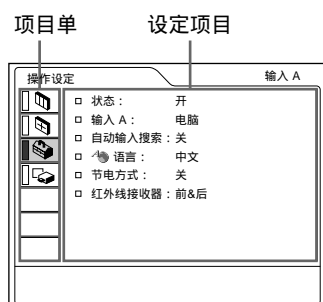 项目单 设定项目
操作设定 输入 A
状态： 开
输入 A： 电脑
自动输入搜索：关
语言： 中文
节电方式： 关
红外线接收器：前&后